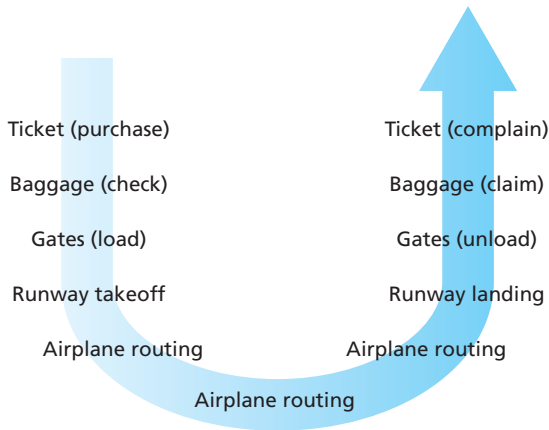 Ticket (purchase)
Baggage (check)
Gates (load)
Runway takeoff
Airplane routing
Airplane routing
Airplane routing
Runway landing
Gates (unload)
Baggage (claim)
Ticket (complain)